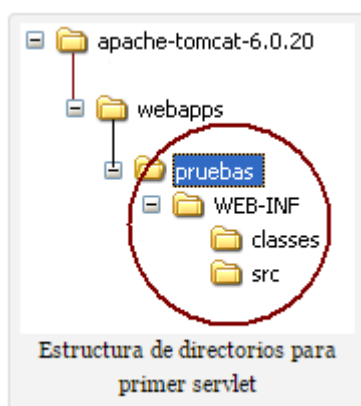 apache-tomcat-6.0.20
webapps
pruebas
WEB-INF
classes
src
Estructura de directorios para
primer servlet